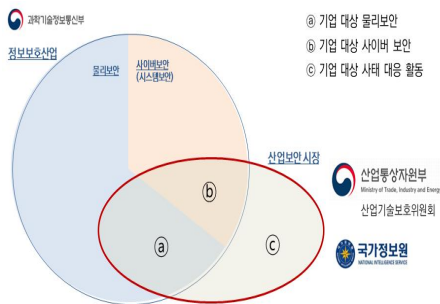 과학기술정보통신부
정보보호산업
물리보안
사이버보안
(시스템보안)
ⓐ 기업 대상 물리보안
ⓑ 기업 대상 사이버 보안
ⓒ 기업 대상 사태 대응 활동
산업보안 시장
ⓑ
ⓐ
ⓒ
산업통상자원부
Ministry of Trade, Industry and Energy
산업기술보호위원회
국가정보원
NATIONAL INTELLIGENCE SERVICE